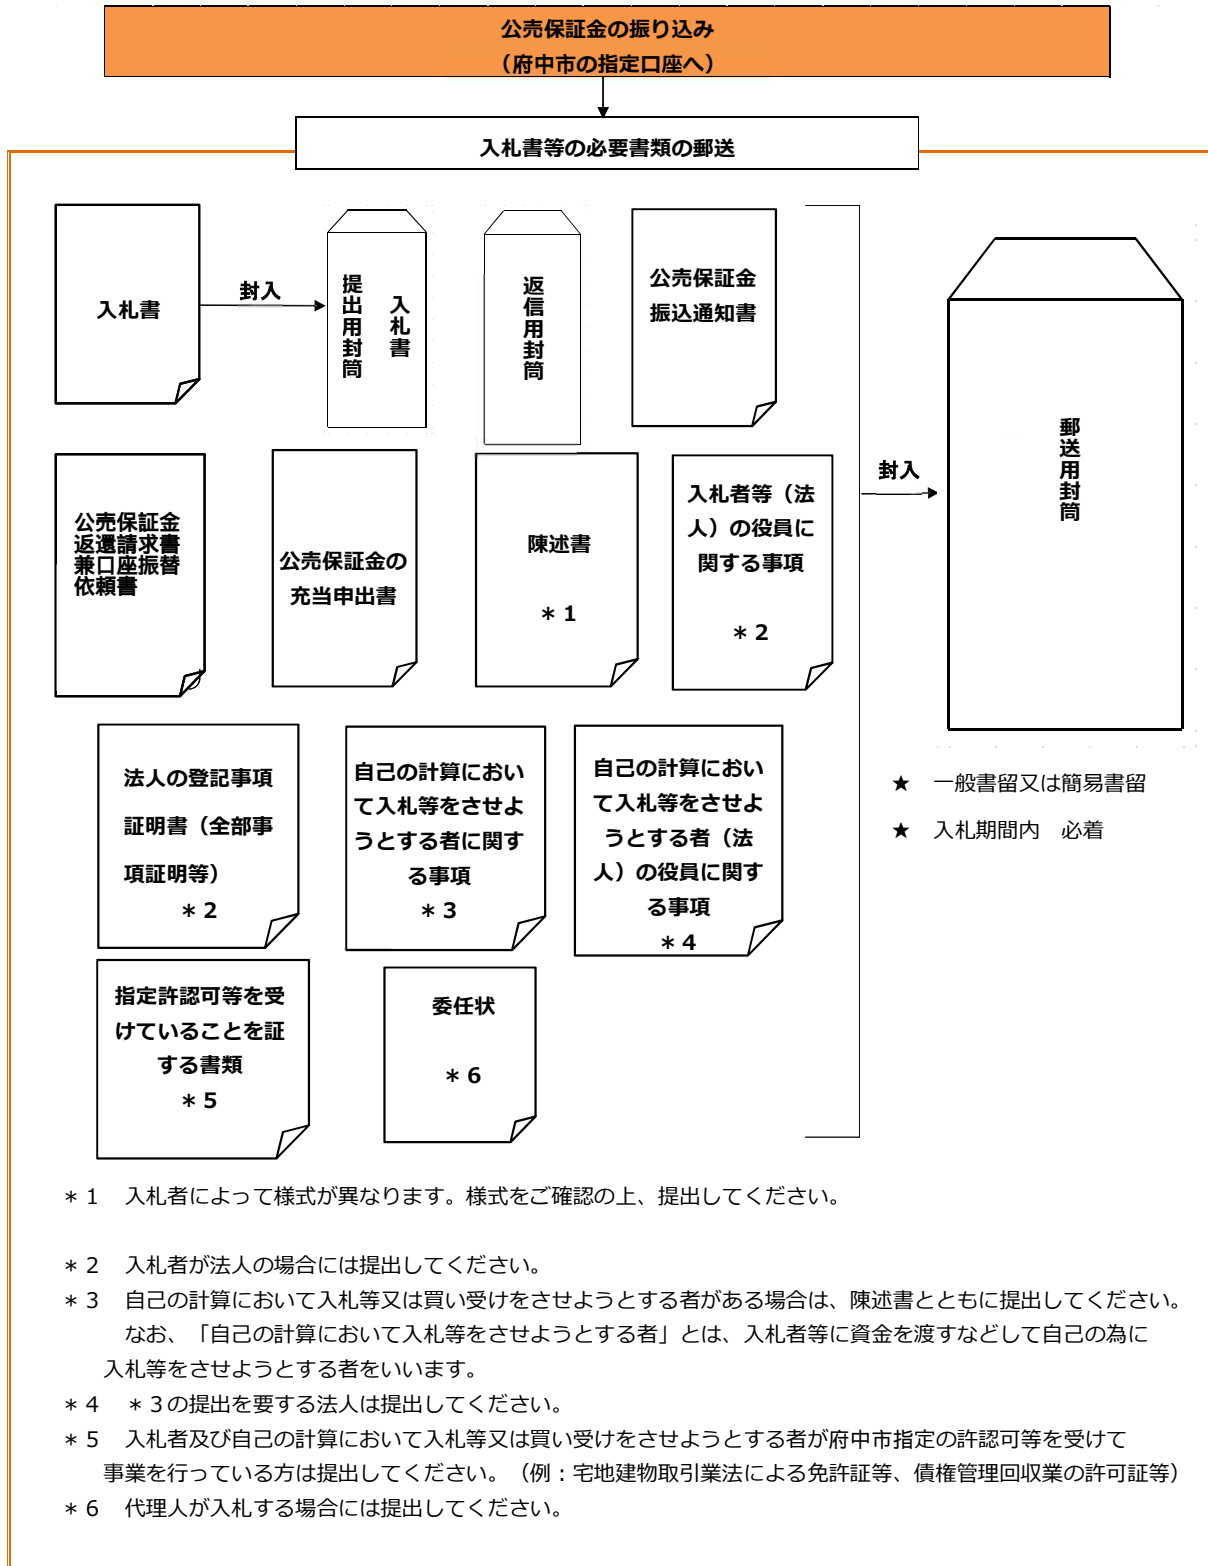 公売保証金の振り込み
（府中市の指定口座へ）
入札書等の必要書類の郵送
入札書
封入
入札書
提出用封筒
返信用封筒
公売保証金
振込通知書
公売保証金
返還請求書
兼口座振替
依頼書
公売保証金の
充当申出書
陳述書
＊１
入札者等（法
人）の役員に
関する事項
＊２
封入
郵送用封筒
法人の登記事項
証明書（全部事
項証明等）
＊２
自己の計算におい
て入札等をさせよ
うとする者に関す
る事項
＊３
自己の計算におい
て入札等をさせよ
うとする者（法
人）の役員に関す
る事項
＊４
★　一般書留又は簡易書留
★　入札期間内　必着
指定許認可等を受
けていることを証
する書類
＊５
委任状
＊６
＊１　入札者によって様式が異なります。様式をご確認の上、提出してください。
＊２　入札者が法人の場合には提出してください。
＊３　自己の計算において入札等又は買い受けをさせようとする者がある場合は、陳述書とともに提出してください。
なお、「自己の計算において入札等をさせようとする者」とは、入札者等に資金を渡すなどして自己の為に
入札等をさせようとする者をいいます。
＊４　＊３の提出を要する法人は提出してください。
＊５　入札者及び自己の計算において入札等又は買い受けをさせようとする者が府中市指定の許認可等を受けて
事業を行っている方は提出してください。（例：宅地建物取引業法による免許証等、債権管理回収業の許可証等）
＊６　代理人が入札する場合には提出してください。